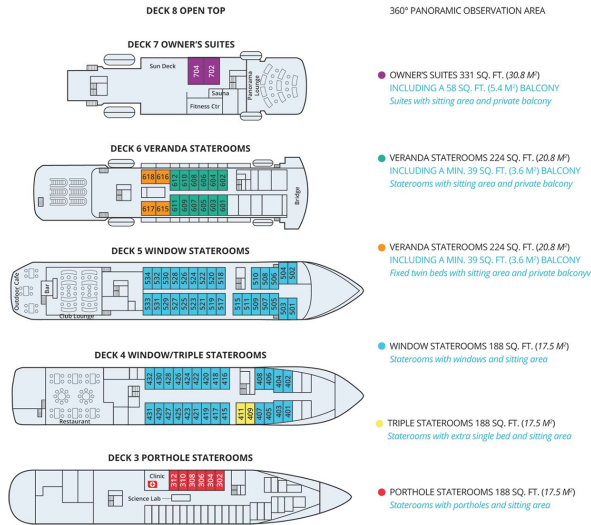 DECK 8 OPEN TOP
360° PANORAMIC OBSERVATION AREA
DECK 7 OWNER'S SUITES
Sun Deck
704 702
Sauna
Fitness Ctr
Panorama
Lounge
OWNER'S SUITES 331 SQ. FT. (30.8 M²)
INCLUDING A 58 SQ. FT. (5.4 M²) BALCONY
Suites with sitting area and private balcony
DECK 6 VERANDA STATEROOMS
618 616 612 610 608 606 604 602
617 615 611 609 607 605 603 601
Bridge
VERANDA STATEROOMS 224 SQ. FT. (20.8 M²)
INCLUDING A MIN. 39 SQ. FT. (3.6 M²) BALCONY
Staterooms with sitting area and private balcony
DECK 5 WINDOW STATEROOMS
Outdoor Cafe
Bar
Club Lounge
534 532 530 528 526 524 522 520 518 510 508 506 504 502
533 531 529 527 525 523 521 519 517 515 511 509 507 505 503 501
VERANDA STATEROOMS 224 SQ. FT. (20.8 M²)
INCLUDING A MIN. 39 SQ. FT. (3.6 M²) BALCONY
Fixed twin beds with sitting area and private balconyv
DECK 4 WINDOW/TRIPLE STATEROOMS
432 430 428 426 424 422 420 418 416 408 406 404 402
431 429 427 425 423 421 419 417 415 411 409 407 405 403 401
Restaurant
WINDOW STATEROOMS 188 SQ. FT. (17.5 M²)
Staterooms with windows and sitting area
TRIPLE STATEROOMS 188 SQ. FT. (17.5 M²)
Staterooms with extra single bed and sitting area
DECK 3 PORTHOLE STATEROOMS
Clinic
312 310 308 306 304 302
Science Lab
PORTHOLE STATEROOMS 188 SQ. FT. (17.5 M²)
Staterooms with portholes and sitting area